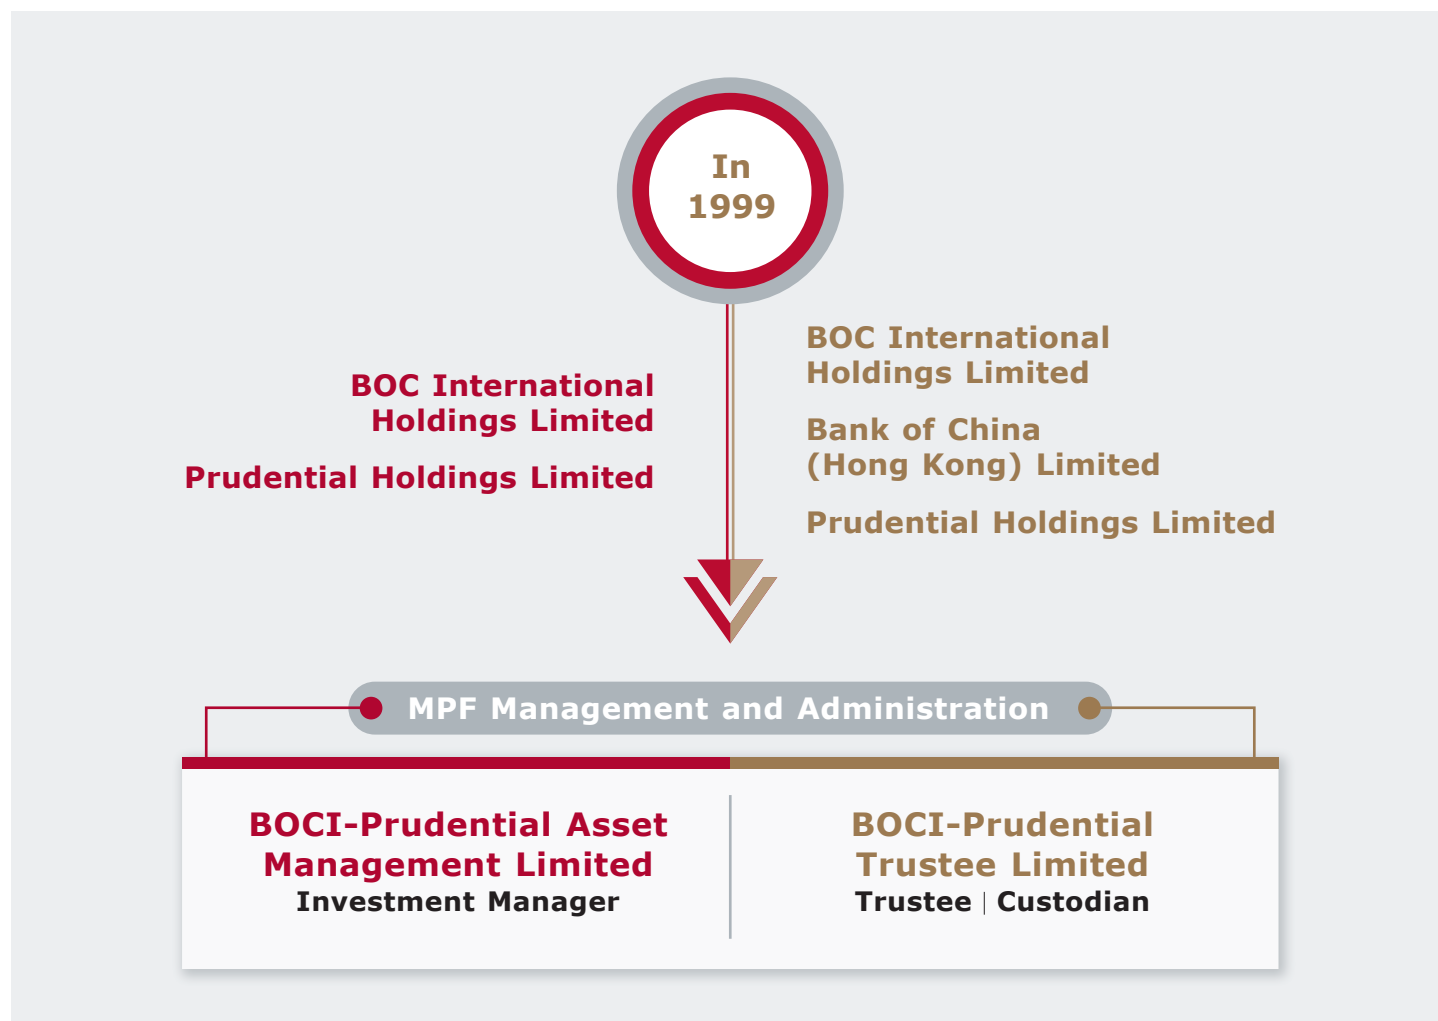 In
1999
BOC International
Holdings Limited
Prudential Holdings Limited
BOC International
Holdings Limited
Bank of China
(Hong Kong) Limited
Prudential Holdings Limited
MPF Management and Administration
BOCI-Prudential Asset
Management Limited
Investment Manager
BOCI-Prudential
Trustee Limited
Trustee | Custodian